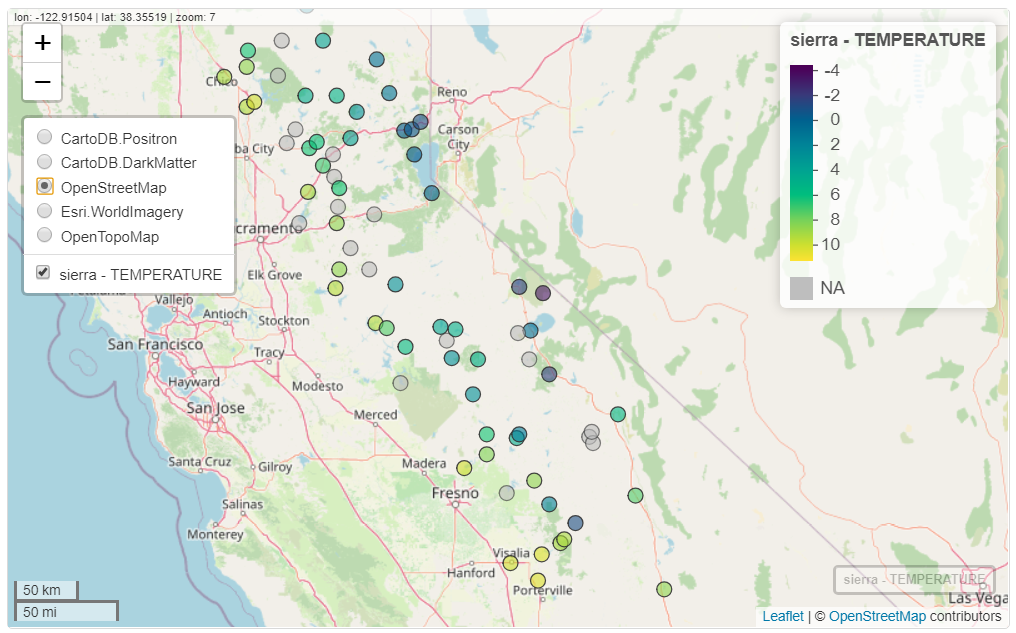 lon: -122.91504 | lat: 38.35519 | zoom: 7
+
−
CartoDB.Positron
CartoDB.DarkMatter
OpenStreetMap
Esri.WorldImagery
OpenTopoMap
sierra - TEMPERATURE
sierra - TEMPERATURE
-4
-2
0
2
4
6
8
10
NA
Chico
Reno
Carson
City
ba City
cramento
Elk Grove
Vallejo
Antioch
Stockton
San Francisco
Tracy
Hayward
Modesto
San Jose
Merced
Santa Cruz
Gilroy
Madera
Salinas
Fresno
Monterey
Visalia
Hanford
Porterville
Las Vega
sierra - TEMPERATURE
50 km
50 mi
Leaflet | © OpenStreetMap contributors